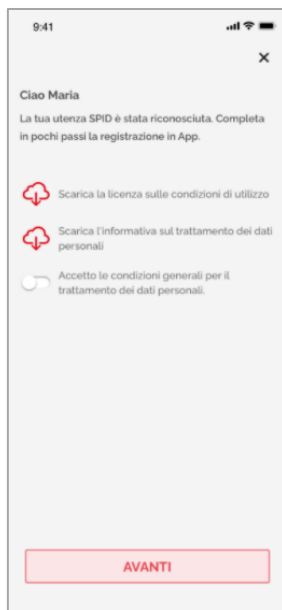 9:41
Ciao Maria
La tua utenza SPID è stata riconosciuta. Completa
in pochi passi la registrazione in App.
Scarica la licenza sulle condizioni di utilizzo
Scarica l'informativa sul trattamento dei dati
personali
Accetto le condizioni generali per il
trattamento dei dati personali.
AVANTI